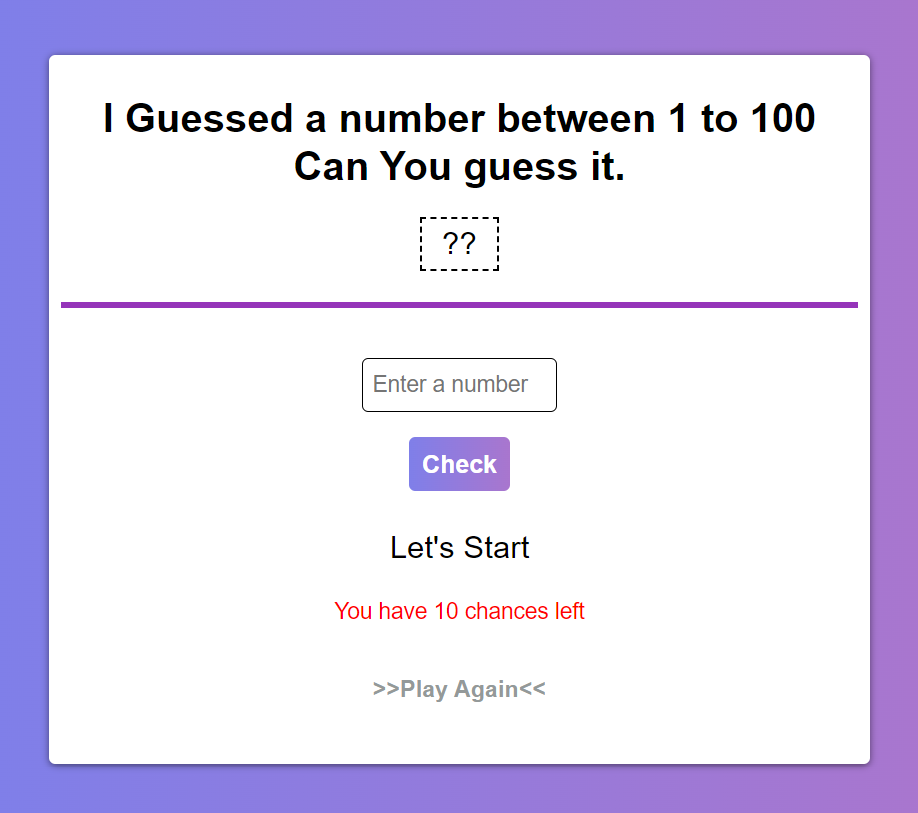 I Guessed a number between 1 to 100
Can You guess it.
??
Enter a number
Check
Let's Start
You have 10 chances left
>>Play Again<<